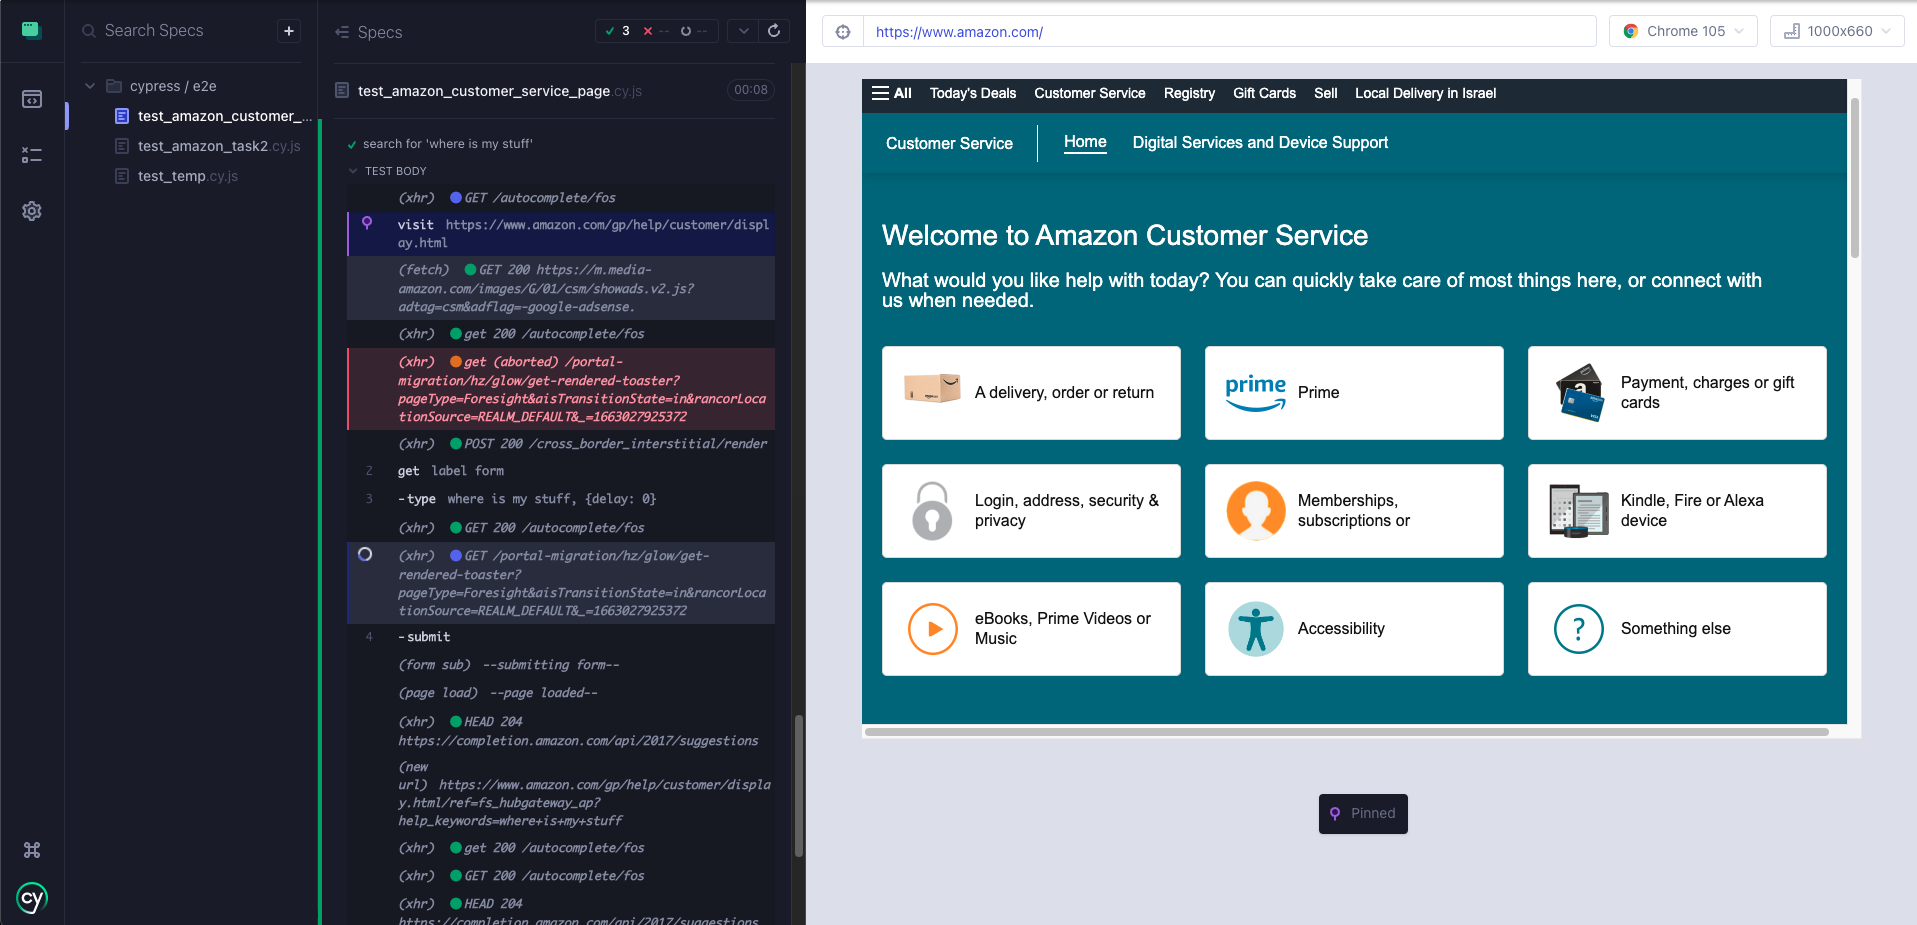 Search Specs
+
cypress / e2e
test_amazon_customer_...
test_amazon_task2.cy.js
test_temp.cy.js
cy
Specs
3 -- --
test_amazon_customer_service_page.cy.js 00:08
search for 'where is my stuff'
TEST BODY
(xhr) GET /autocomplete/fos
visit https://www.amazon.com/gp/help/customer/displ
ay.html
(fetch) GET 200 https://m.media-
amazon.com/images/G/01/csm/showads.v2.js?
adtag=csm&adflag=-google-adsense.
(xhr) get 200 /autocomplete/fos
(xhr) get (aborted) /portal-
migration/hz/glow/get-rendered-toaster?
pageType=Foresight&aisTransitionState=in&rancorLoca
tionSource=REALM_DEFAULT&_=1663027925372
(xhr) POST 200 /cross_border_interstitial/render
2 get label form
3 -type where is my stuff, {delay: 0}
(xhr) GET 200 /autocomplete/fos
(xhr) GET /portal-migration/hz/glow/get-
rendered-toaster?
pageType=Foresight&aisTransitionState=in&rancorLoca
tionSource=REALM_DEFAULT&_=1663027925372
4 -submit
(form sub) --submitting form--
(page load) --page loaded--
(xhr) HEAD 204
https://completion.amazon.com/api/2017/suggestions
(new
url) https://www.amazon.com/gp/help/customer/displa
y.html/ref=fs_hubgateway_ap?
help_keywords=where+is+my+stuff
(xhr) get 200 /autocomplete/fos
(xhr) GET 200 /autocomplete/fos
(xhr) HEAD 204
https://completion.amazon.com/api/2017/suggestions
https://www.amazon.com/
Chrome 105
1000x660
All Today's Deals Customer Service Registry Gift Cards Sell Local Delivery in Israel
Customer Service Home Digital Services and Device Support
Welcome to Amazon Customer Service
What would you like help with today? You can quickly take care of most things here, or connect with
us when needed.
A delivery, order or return
prime
Prime
a
VISA
Payment, charges or gift
cards
Login, address, security &
privacy
Memberships,
subscriptions or
Kindle, Fire or Alexa
device
eBooks, Prime Videos or
Music
Accessibility
?
Something else
Pinned